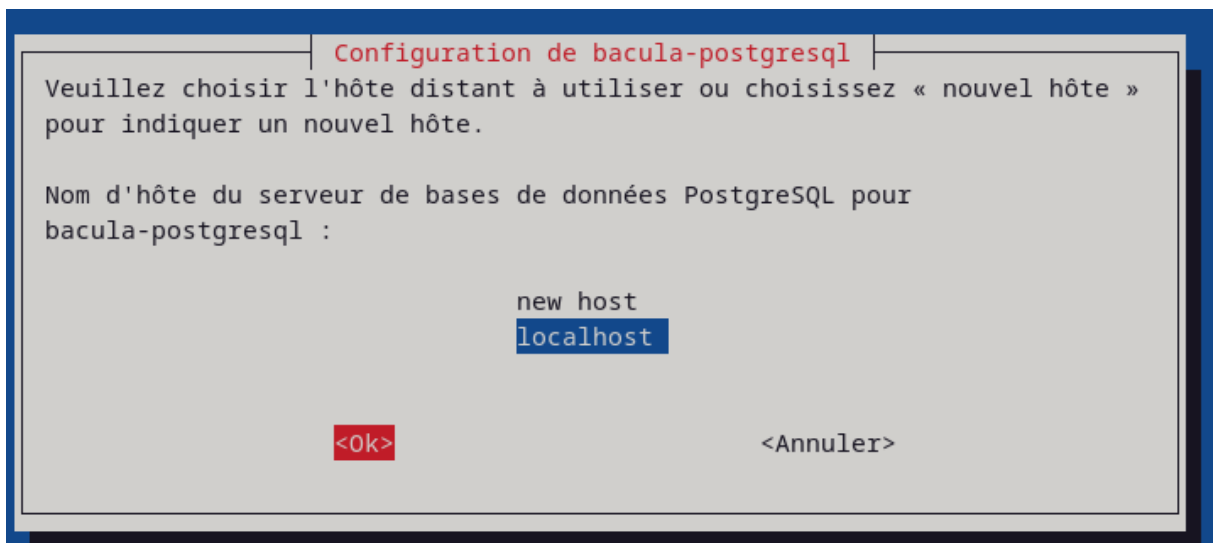 Configuration de bacula-postgresql
Veuillez choisir l'hôte distant à utiliser ou choisissez « nouvel hôte »
pour indiquer un nouvel hôte.
Nom d'hôte du serveur de bases de données PostgreSQL pour
bacula-postgresql :
new host
localhost
<Ok> <Annuler>